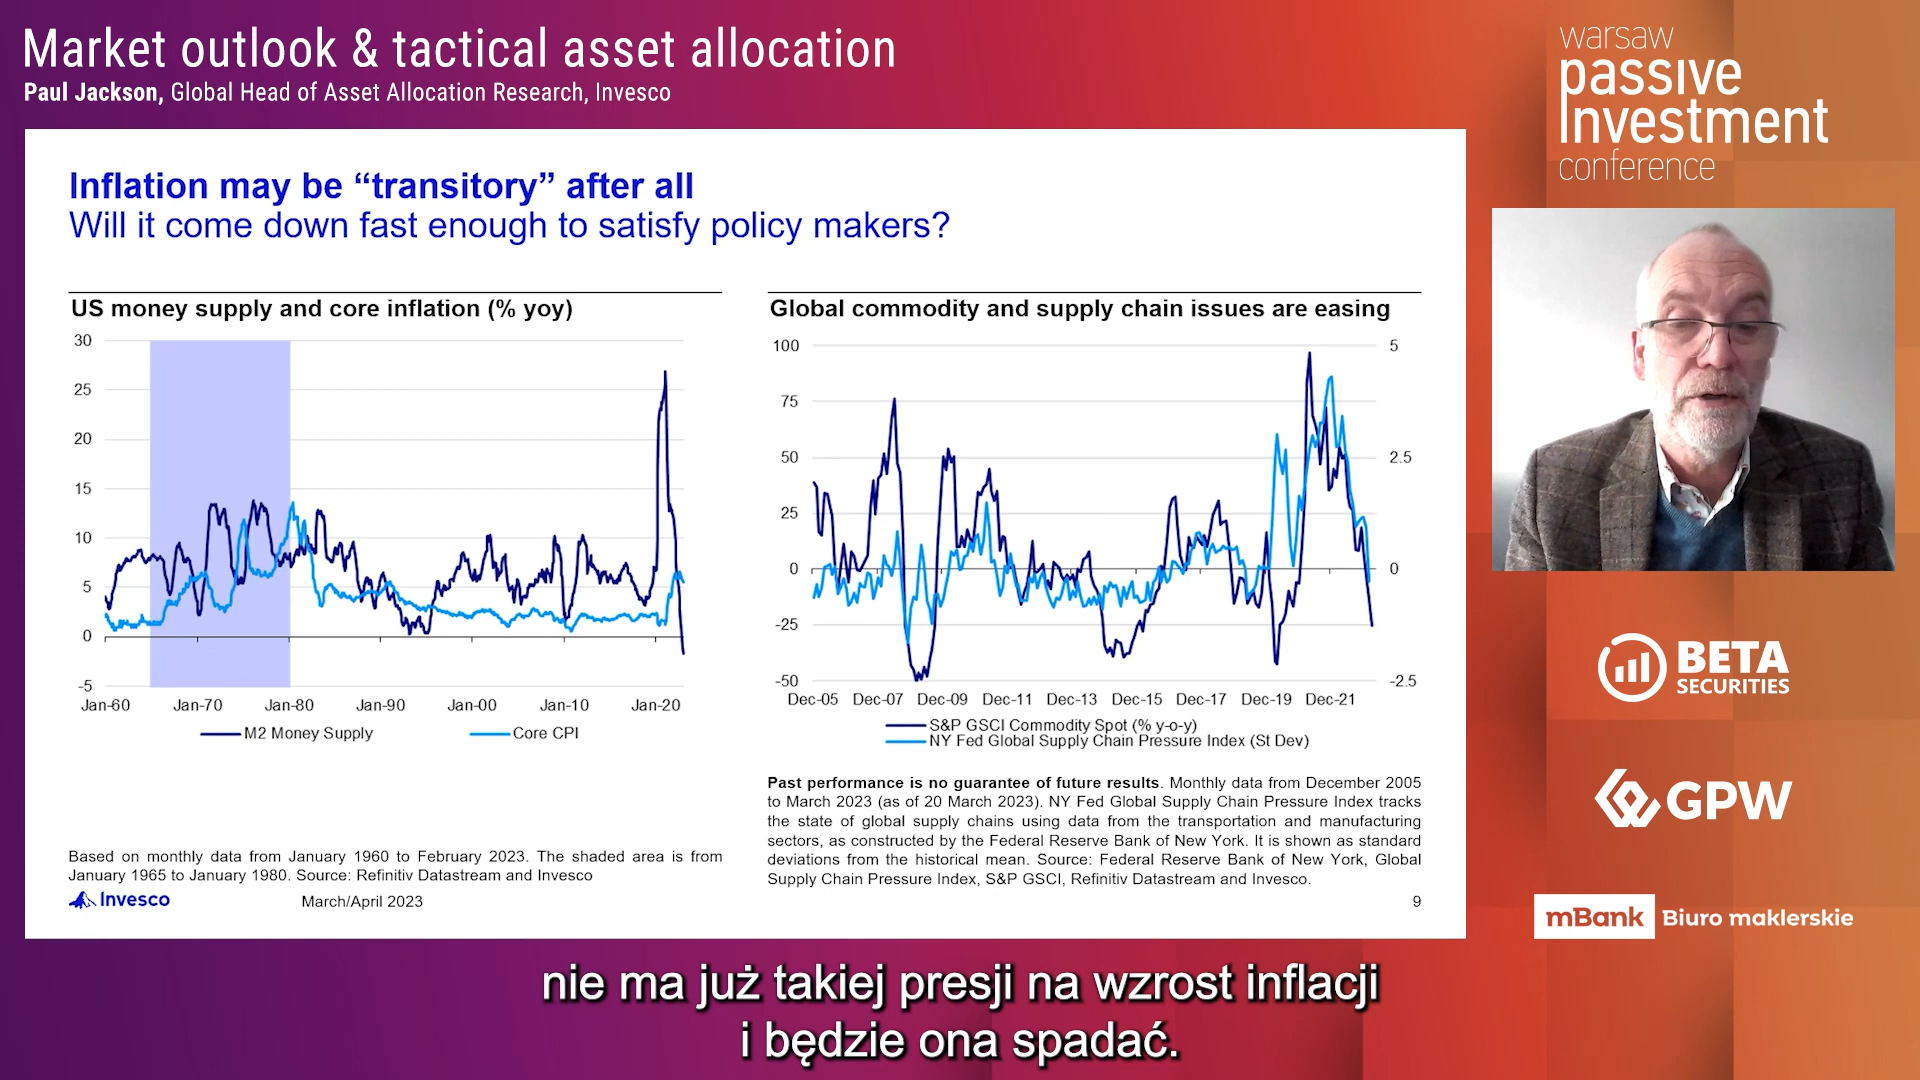 Market outlook & tactical asset allocation
Paul Jackson, Global Head of Asset Allocation Research, Invesco
warsaw
passive
Investment
conference
Inflation may be “transitory” after all
Will it come down fast enough to satisfy policy makers?
US money supply and core inflation (% yoy)
30
25
20
15
10
5
0
-5
Jan-60 Jan-70 Jan-80 Jan-90 Jan-00 Jan-10 Jan-20
M2 Money Supply Core CPI
Based on monthly data from January 1960 to February 2023. The shaded area is from
January 1965 to January 1980. Source: Refinitiv Datastream and Invesco
Global commodity and supply chain issues are easing
100 5
75
50 2.5
25
0 0
-25
-50 -2.5
Dec-05 Dec-07 Dec-09 Dec-11 Dec-13 Dec-15 Dec-17 Dec-19 Dec-21
S&P GSCI Commodity Spot (% y-o-y)
NY Fed Global Supply Chain Pressure Index (St Dev)
Past performance is no guarantee of future results. Monthly data from December 2005
to March 2023 (as of 20 March 2023). NY Fed Global Supply Chain Pressure Index tracks
the state of global supply chains using data from the transportation and manufacturing
sectors, as constructed by the Federal Reserve Bank of New York. It is shown as standard
deviations from the historical mean. Source: Federal Reserve Bank of New York, Global
Supply Chain Pressure Index, S&P GSCI, Refinitiv Datastream and Invesco.
Invesco March/April 2023 9
BETA
SECURITIES
GPW
mBank Biuro maklerskie
nie ma już takiej presji na wzrost inflacji
i będzie ona spadać.